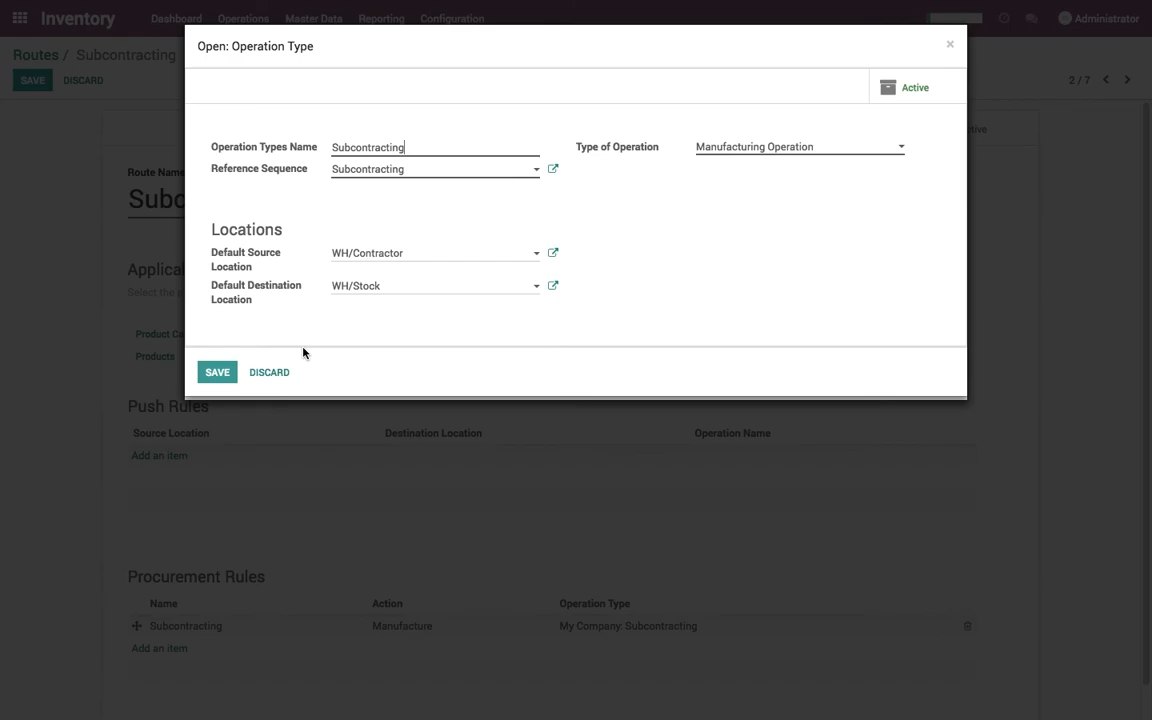 Inventory
Dashboard Operations Master Data Reporting Configuration
Administrator
Routes / Subcontracting
SAVE DISCARD
2 / 7
Open: Operation Type
×
Active
Operation Types Name Subcontracting
Type of Operation Manufacturing Operation
Reference Sequence Subcontracting
Locations
Default Source Location WH/Contractor
Default Destination Location WH/Stock
SAVE DISCARD
Route Name
Subc
Applical
Select the
Product Ca
Products
Push Rules
Source Location Destination Location Operation Name
Add an item
Procurement Rules
Name Action Operation Type
Subcontracting Manufacture My Company: Subcontracting
Add an item